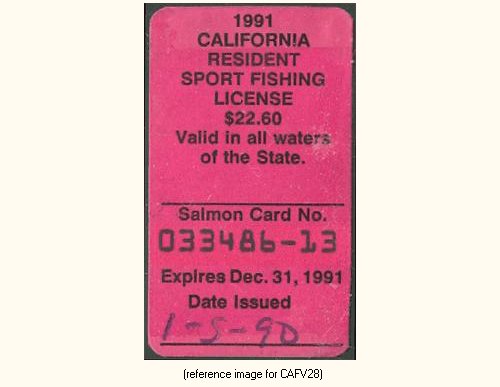 1991
CALIFORNIA
RESIDENT
SPORT FISHING
LICENSE
$22.60
Valid in all waters
of the State.
Salmon Card No.
033486-13
Expires Dec. 31, 1991
Date Issued
1-5-90
(reference image for CAFV28)